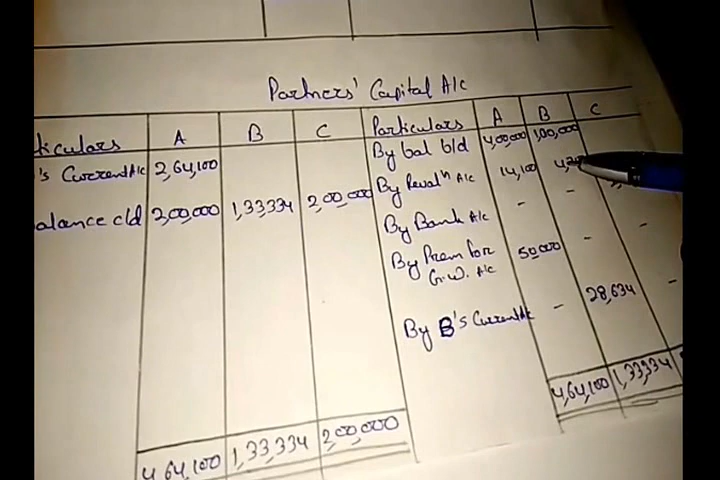 Partners' Capital A/c
ticulars A B C Particulars A B C
's Current A/c 2,64,100 By bal b/d 4,00,000 1,00,000
alance c/d 2,00,000 1,33,334 2,00,000 By Reval^n A/c 14,100
By Bank A/c - -
By Prem for G.W. A/c 50,000 - -
By B's Current A/c - 28,634 -
4,64,100 1,33,334 2,00,000 4,64,100 1,33,334